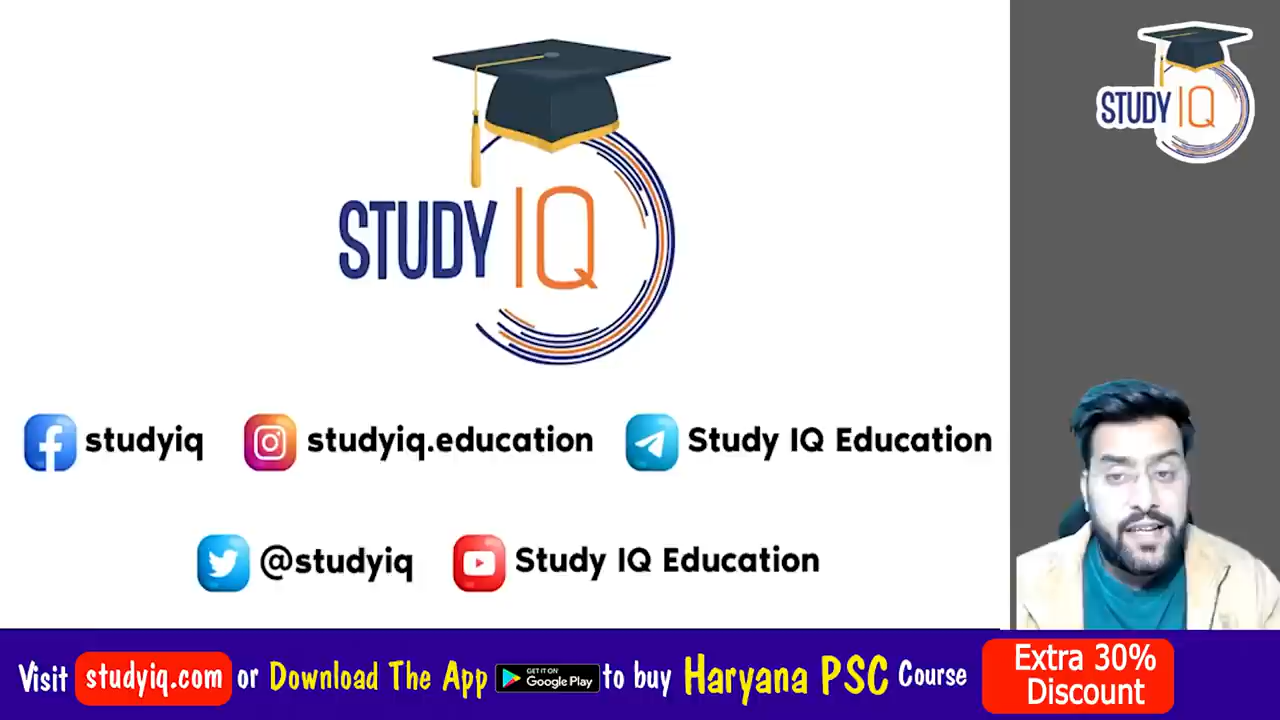 STUDY IQ
STUDY IQ
studyiq
studyiq.education
Study IQ Education
@studyiq
Study IQ Education
Visit studyiq.com or Download The App GET IT ON Google Play to buy Haryana PSC Course
Extra 30%
Discount